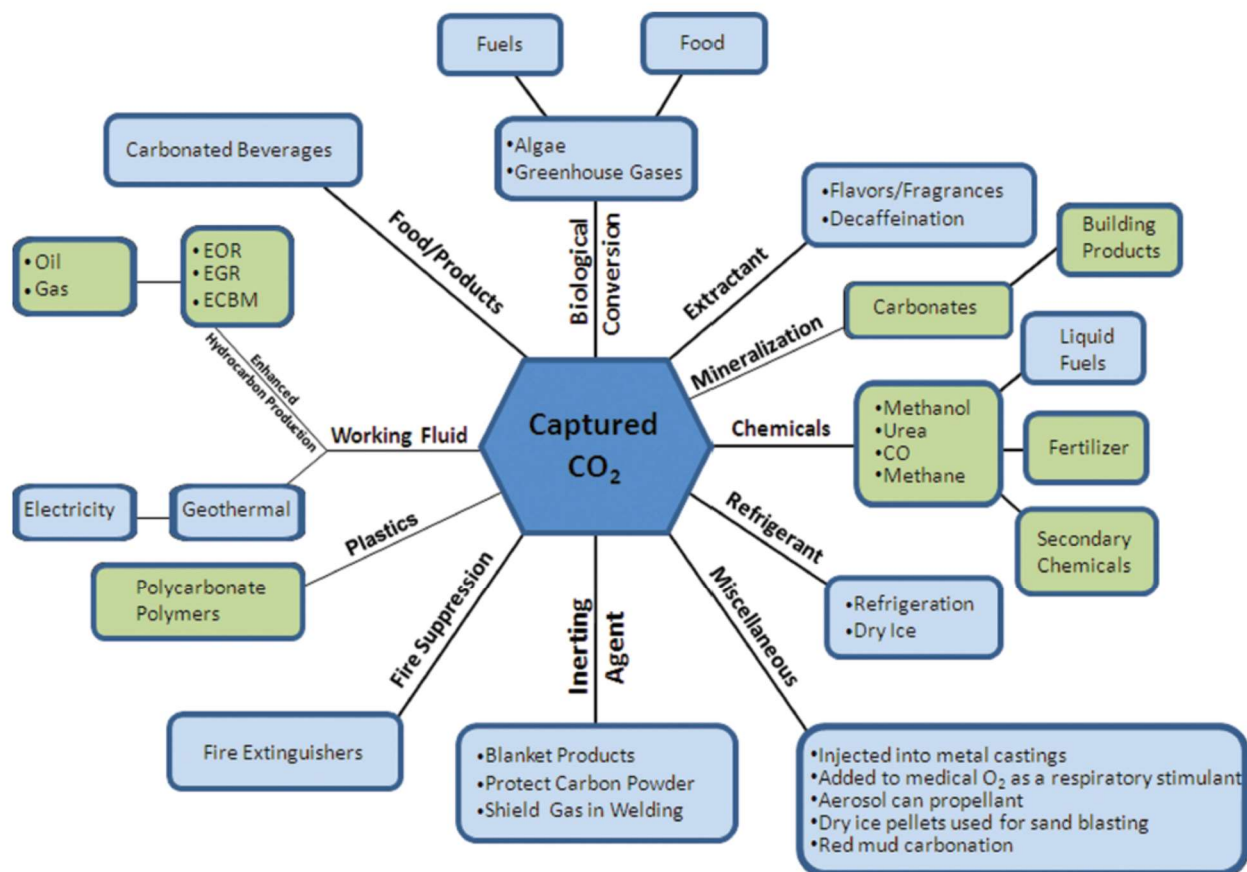 Fuels
Food
•Algae
•Greenhouse Gases
Carbonated Beverages
•Flavors/Fragrances
•Decaffeination
Building
Products
• Oil
• Gas
• EOR
• EGR
• ECBM
Food/Products
Biological
Conversion
Extractant
Mineralization
Carbonates
Liquid
Fuels
Enhanced
Hydrocarbon Production
Working Fluid
Captured
CO₂
Chemicals
•Methanol
•Urea
•CO
•Methane
Fertilizer
Electricity
Geothermal
Plastics
Refrigerant
Secondary
Chemicals
Polycarbonate
Polymers
Fire Suppression
Inerting
Agent
Miscellaneous
•Refrigeration
•Dry Ice
Fire Extinguishers
•Blanket Products
•Protect Carbon Powder
•Shield Gas in Welding
•Injected into metal castings
•Added to medical O₂ as a respiratory stimulant
•Aerosol can propellant
•Dry ice pellets used for sand blasting
•Red mud carbonation